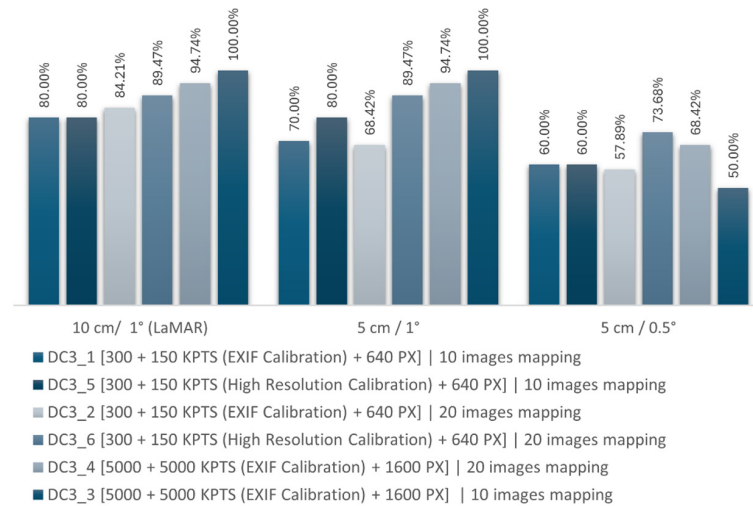 80.00%
80.00%
84.21%
89.47%
94.74%
100.00%
70.00%
80.00%
68.42%
89.47%
94.74%
100.00%
60.00%
60.00%
57.89%
73.68%
68.42%
50.00%
10 cm/ 1° (LaMAR)
5 cm / 1°
5 cm / 0.5°
DC3_1 [300 + 150 KPTS (EXIF Calibration) + 640 PX] | 10 images mapping
DC3_5 [300 + 150 KPTS (High Resolution Calibration) + 640 PX] | 10 images mapping
DC3_2 [300 + 150 KPTS (EXIF Calibration) + 640 PX] | 20 images mapping
DC3_6 [300 + 150 KPTS (High Resolution Calibration) + 640 PX] | 20 images mapping
DC3_4 [5000 + 5000 KPTS (EXIF Calibration) + 1600 PX] | 20 images mapping
DC3_3 [5000 + 5000 KPTS (EXIF Calibration) + 1600 PX] | 10 images mapping